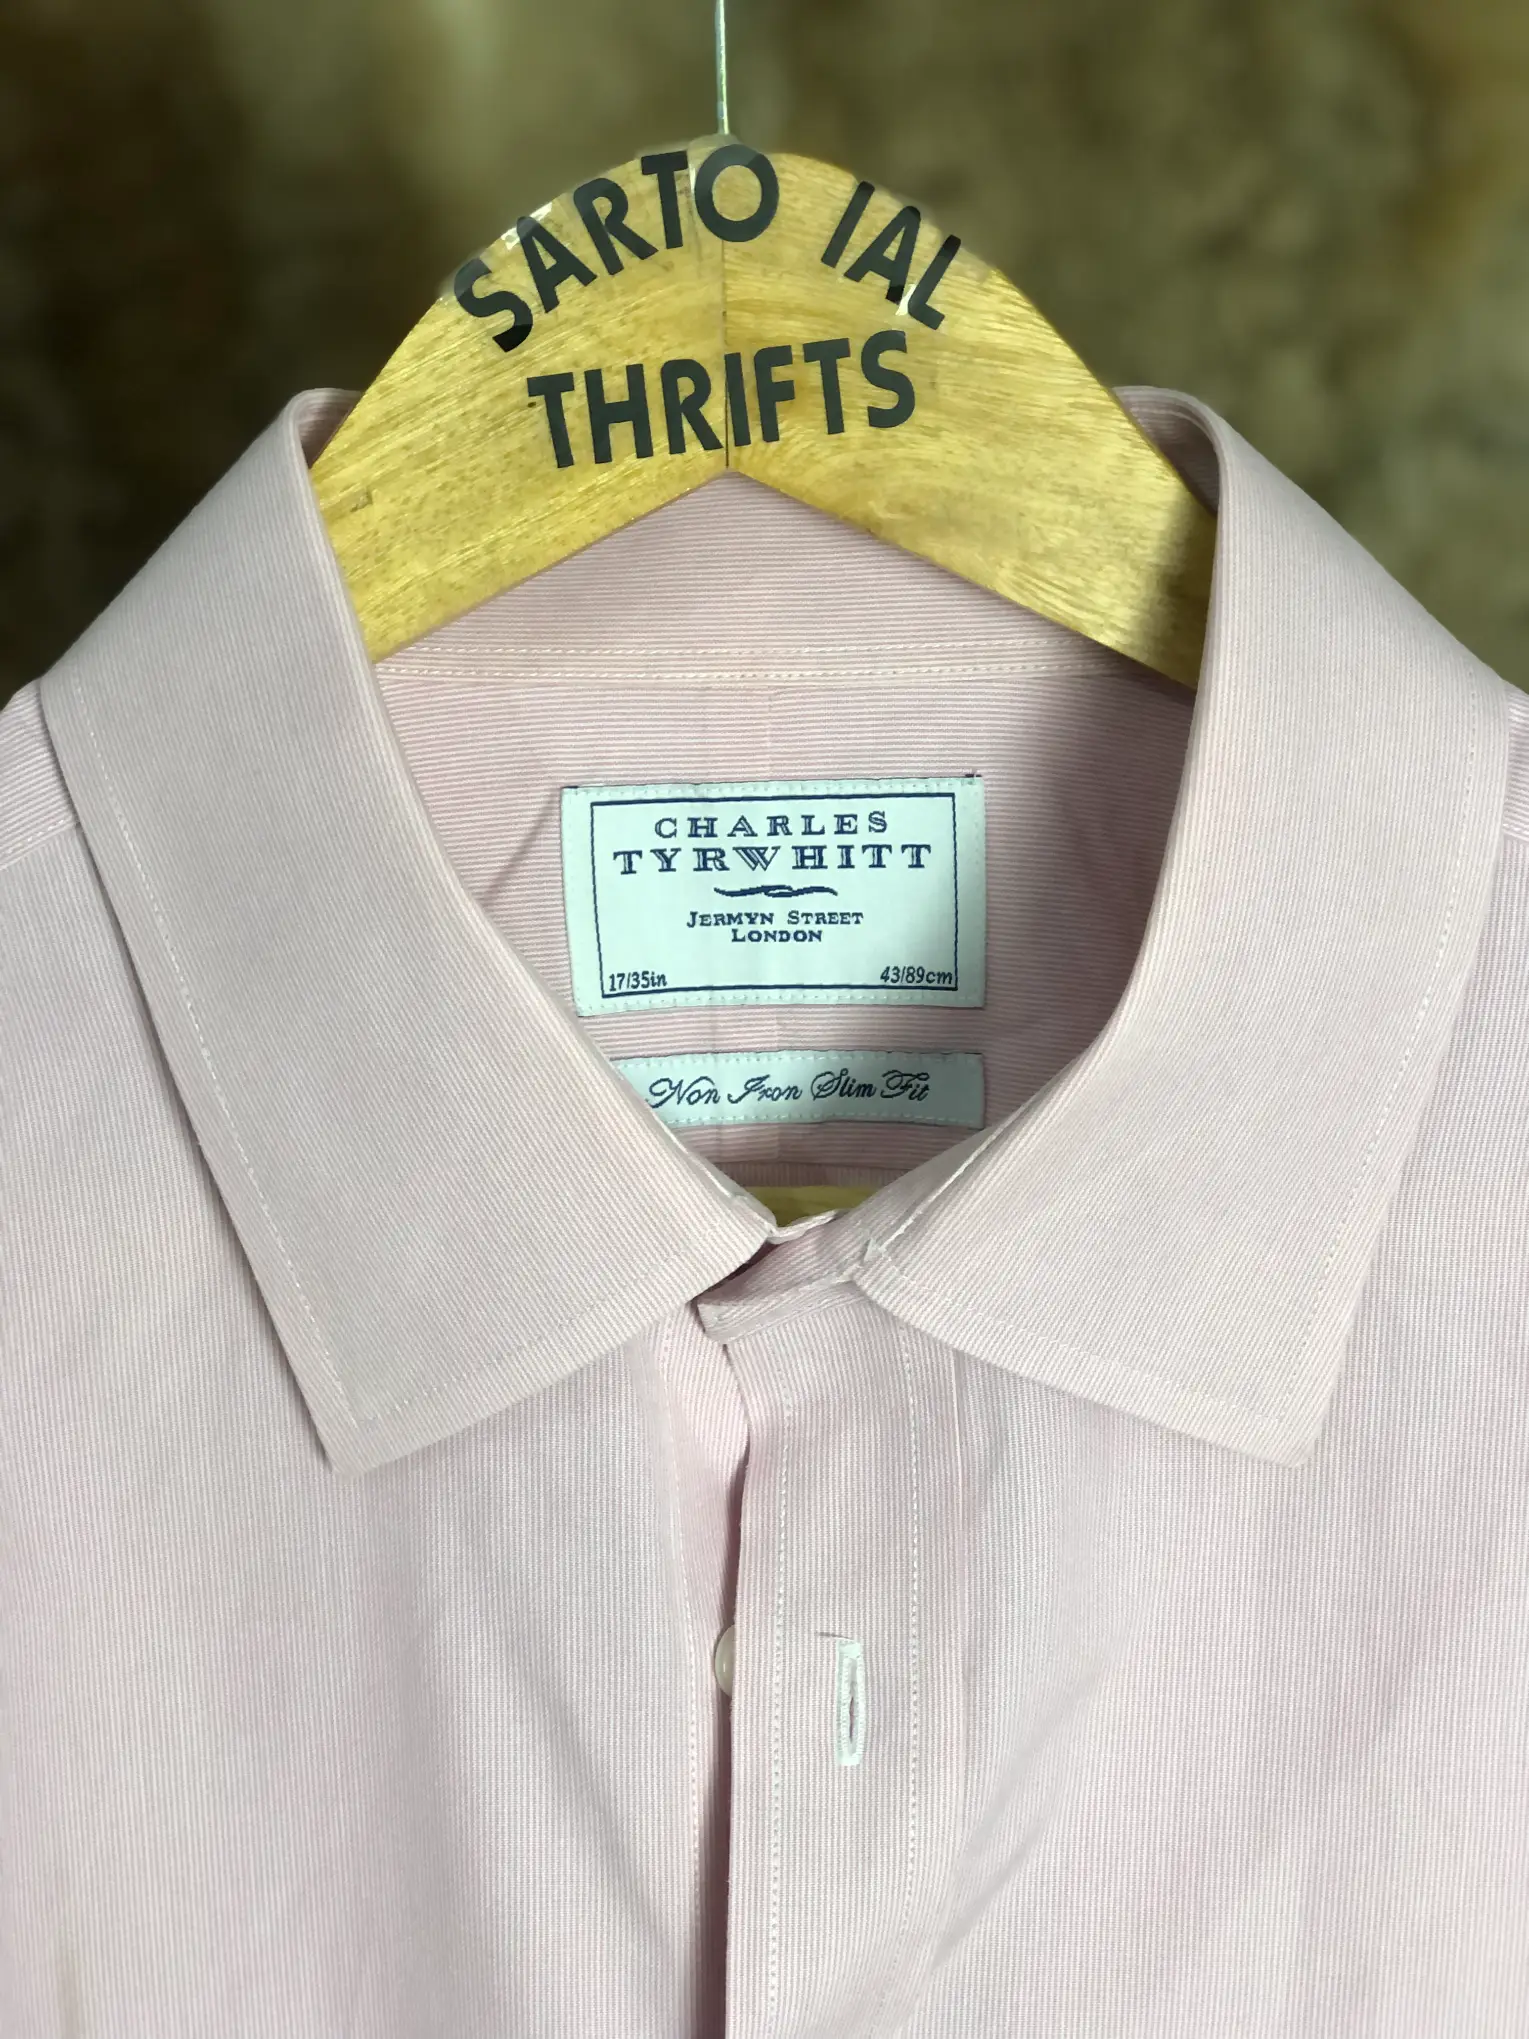 SARTO IAL
THRIFTS
CHARLES
TYRWHITT
JERMYN STREET
LONDON
17/35in 43/89cm
Non Iron Slim Fit